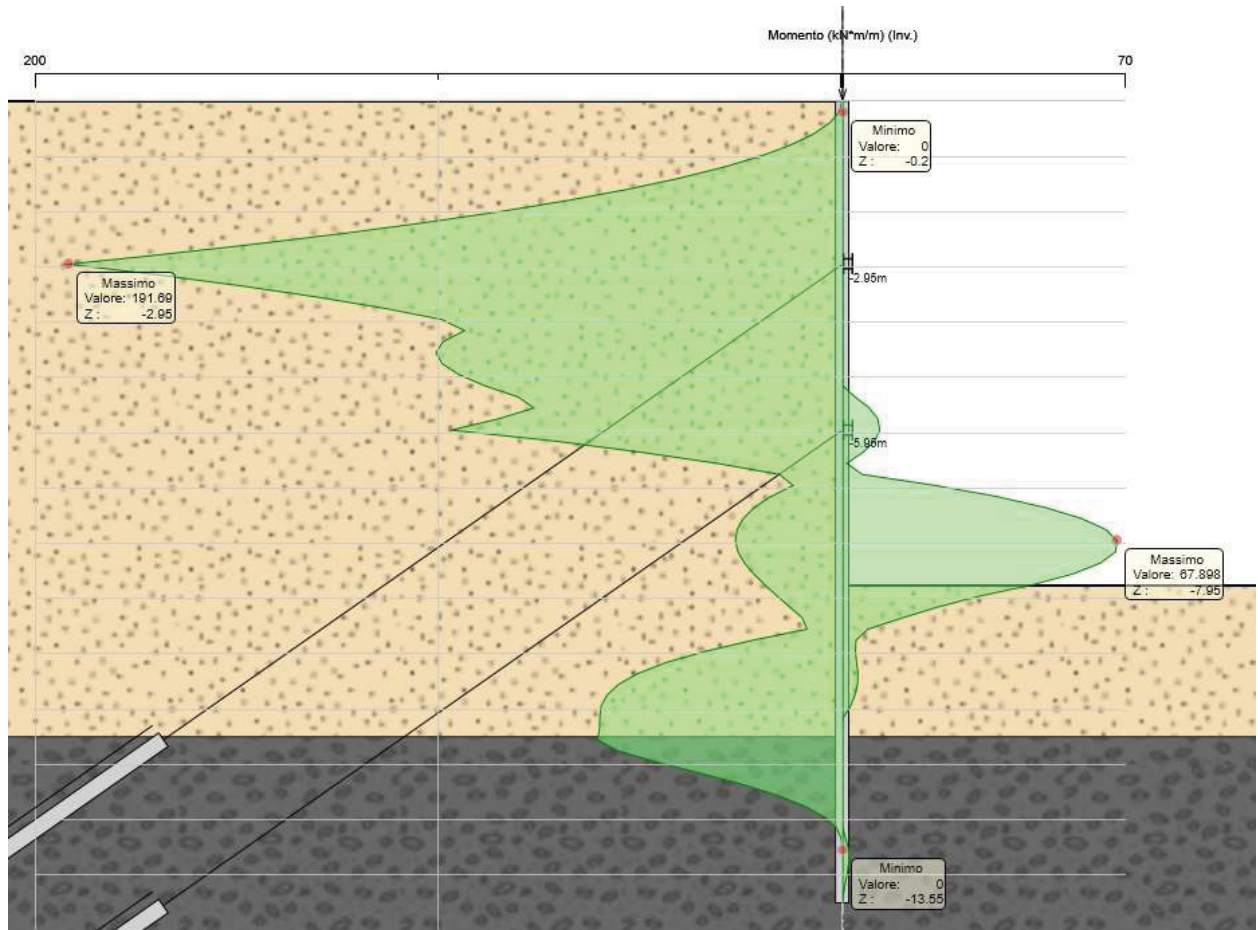 Momento (kN*m/m) (Inv.)
200
70
Minimo
Valore: 0
Z : -0.2
-2.95m
Massimo
Valore: 191.69
Z : -2.95
-5.95m
Massimo
Valore: 67.898
Z : -7.95
Minimo
Valore: 0
Z : -13.55